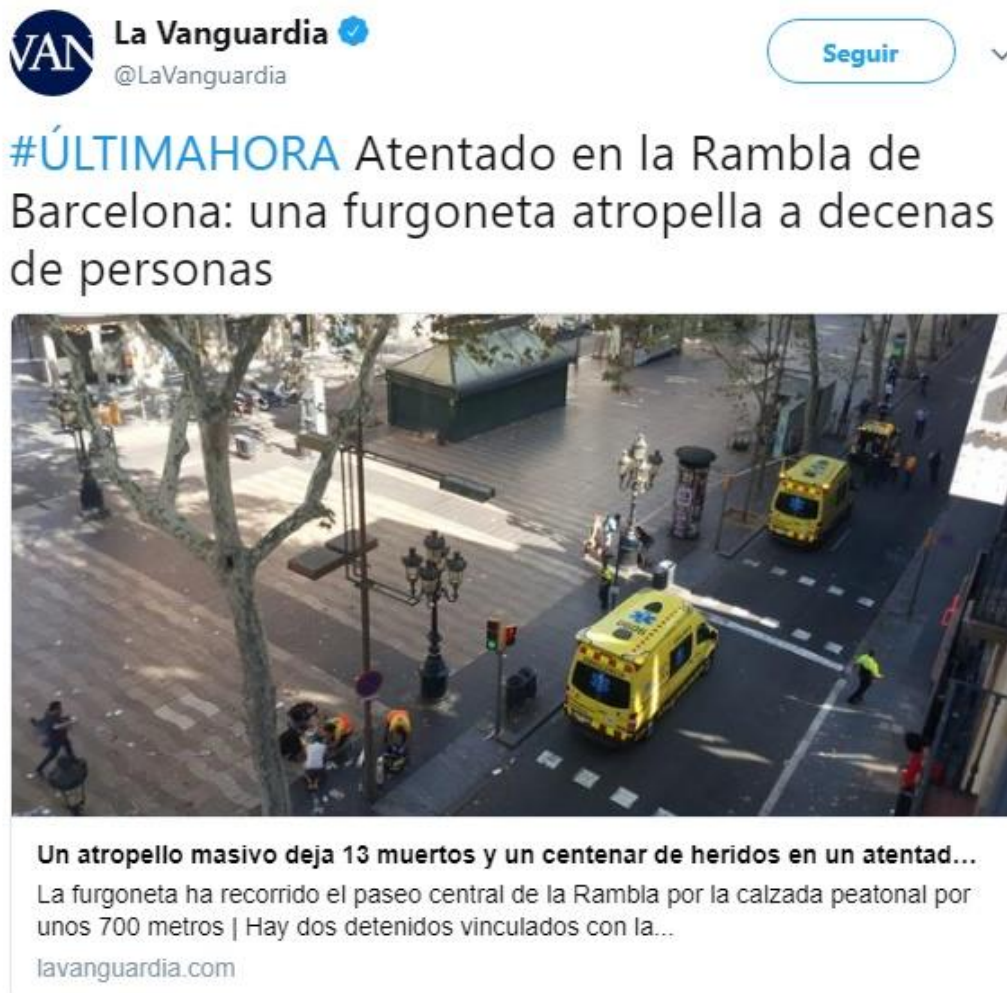 VAN
La Vanguardia
@LaVanguardia
Seguir
#ÚLTIMAHORA Atentado en la Rambla de
Barcelona: una furgoneta atropella a decenas
de personas
Un atropello masivo deja 13 muertos y un centenar de heridos en un atentad...
La furgoneta ha recorrido el paseo central de la Rambla por la calzada peatonal por
unos 700 metros | Hay dos detenidos vinculados con la...
lavanguardia.com